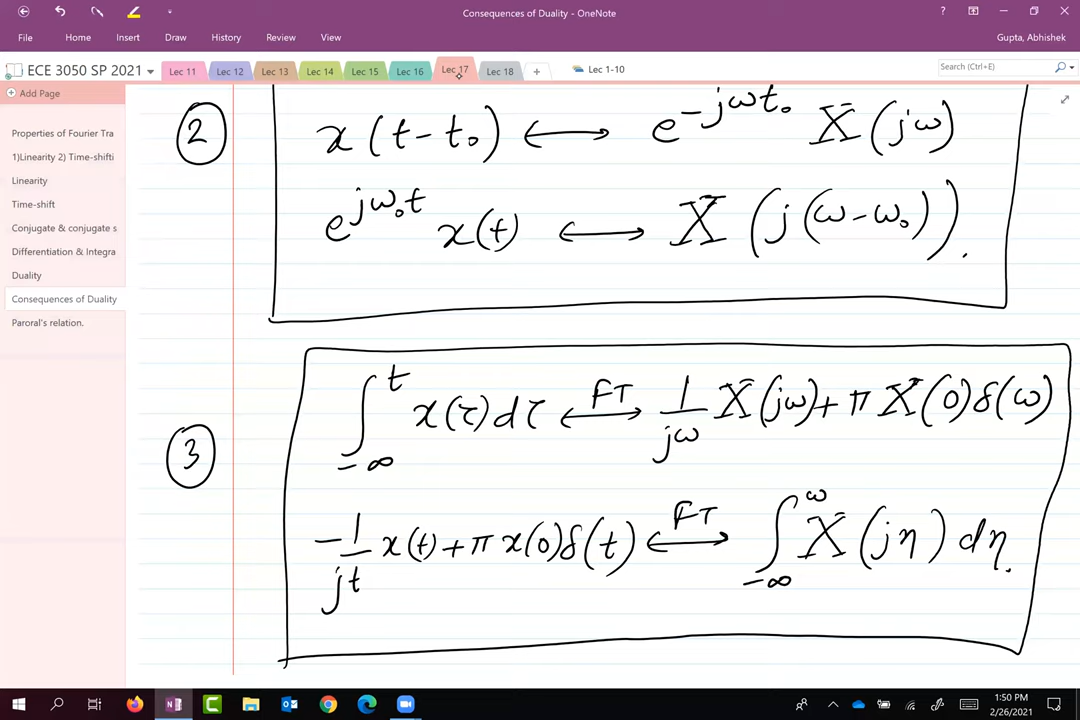 Consequences of Duality - OneNote
?
Gupta, Abhishek
File Home Insert Draw History Review View
ECE 3050 SP 2021 Lec 11 Lec 12 Lec 13 Lec 14 Lec 15 Lec 16 Lec 17 Lec 18 + Lec 1-10
Search (Ctrl+E)
Add Page
Properties of Fourier Tra
1)Linearity 2) Time-shifti
Linearity
Time-shift
Conjugate & conjugate s
Differentiation & Integra
Duality
Consequences of Duality
Paroral's relation.
② x(t-t₀) ⟷ e^{-jωt₀} X(jω)
e^{jω₀t} x(t) ⟷ X(j(ω-ω₀)).
③ ∫_{-∞}^{t} x(τ)dτ ⟷^{FT} 1/jω X(jω) + π X(0)δ(ω)
-1/jt x(t) + π x(0)δ(t) ⟷^{FT} ∫_{-∞}^{ω} X(jη) dη.
1:50 PM
2/26/2021